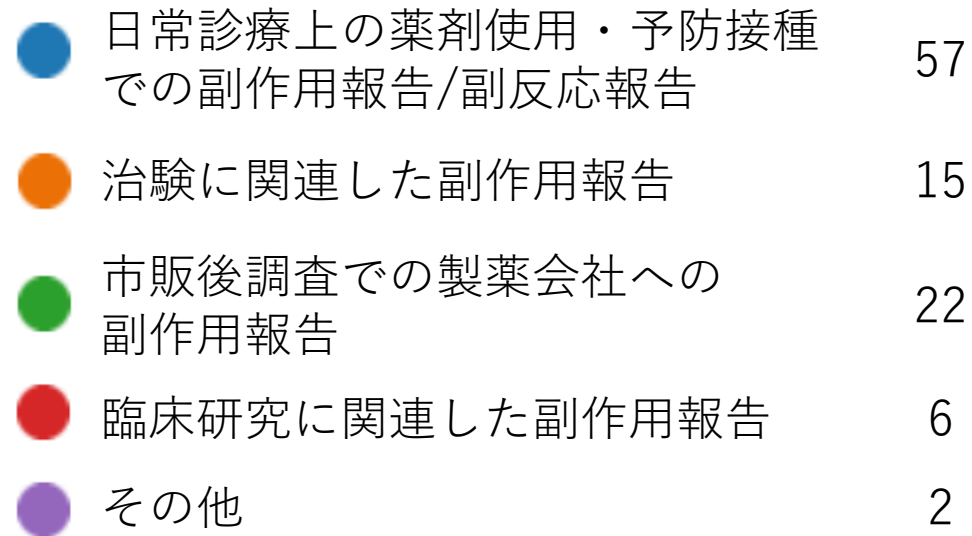 日常診療上の薬剤使用・予防接種
での副作用報告/副反応報告 57
治験に関連した副作用報告 15
市販後調査での製薬会社への
副作用報告 22
臨床研究に関連した副作用報告 6
その他 2